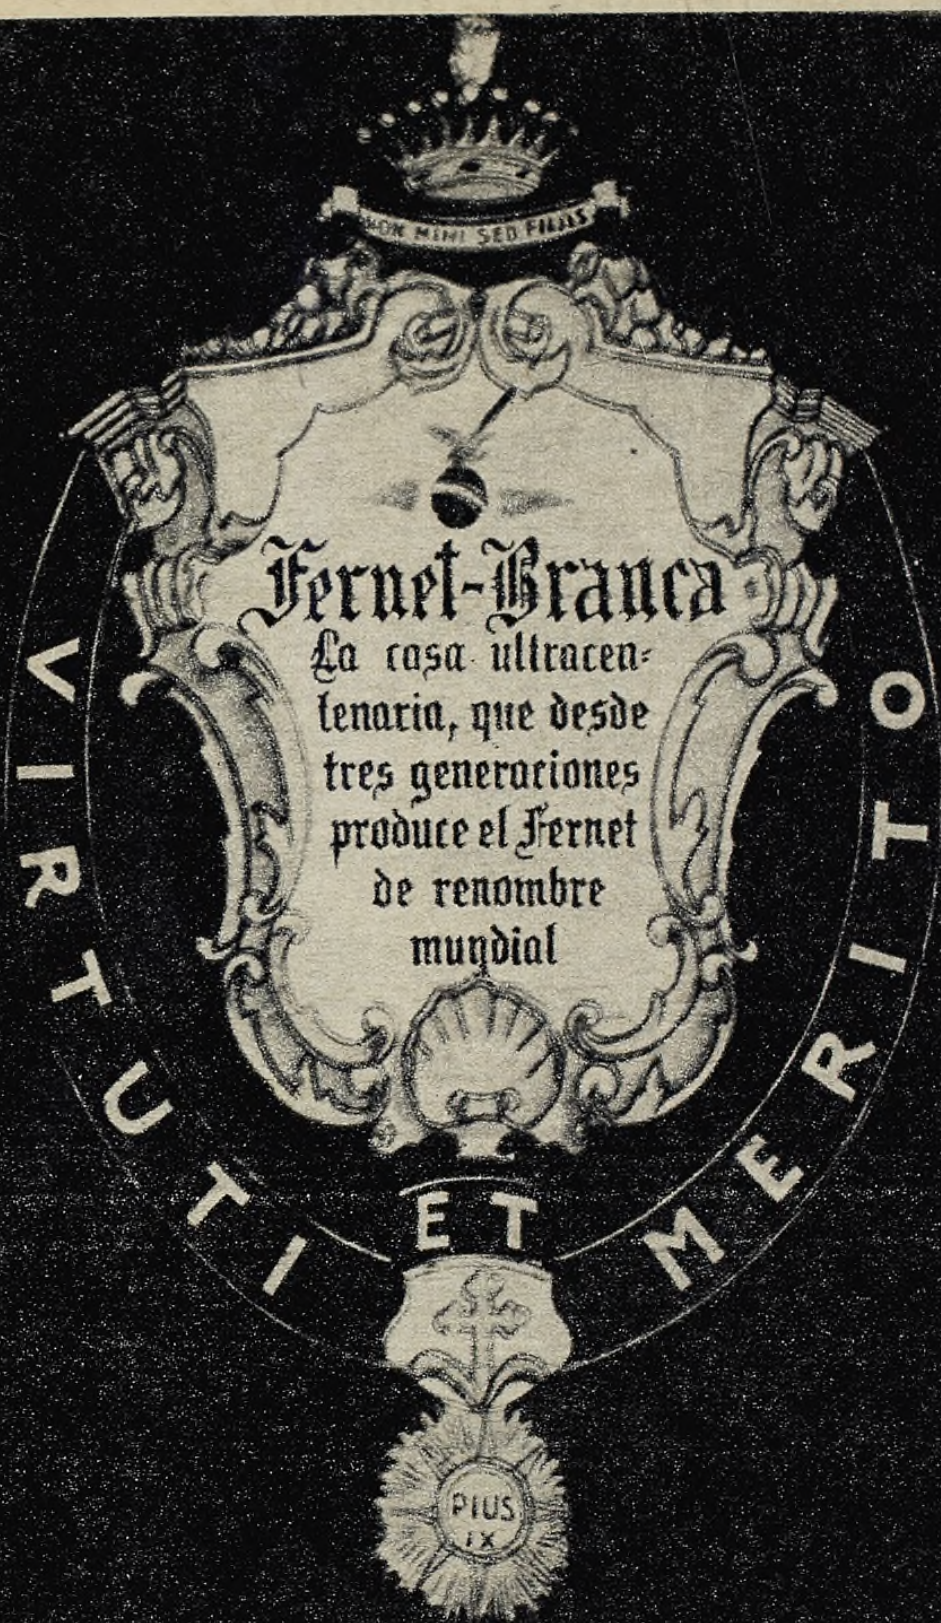 NON MIHI SED FILIIS
Fernet-Branca
La casa ultracen-
tenaria, que desde
tres generaciones
produce el Fernet
de renombre
mundial
VIRTUTI ET MERITO
PIUS
IX